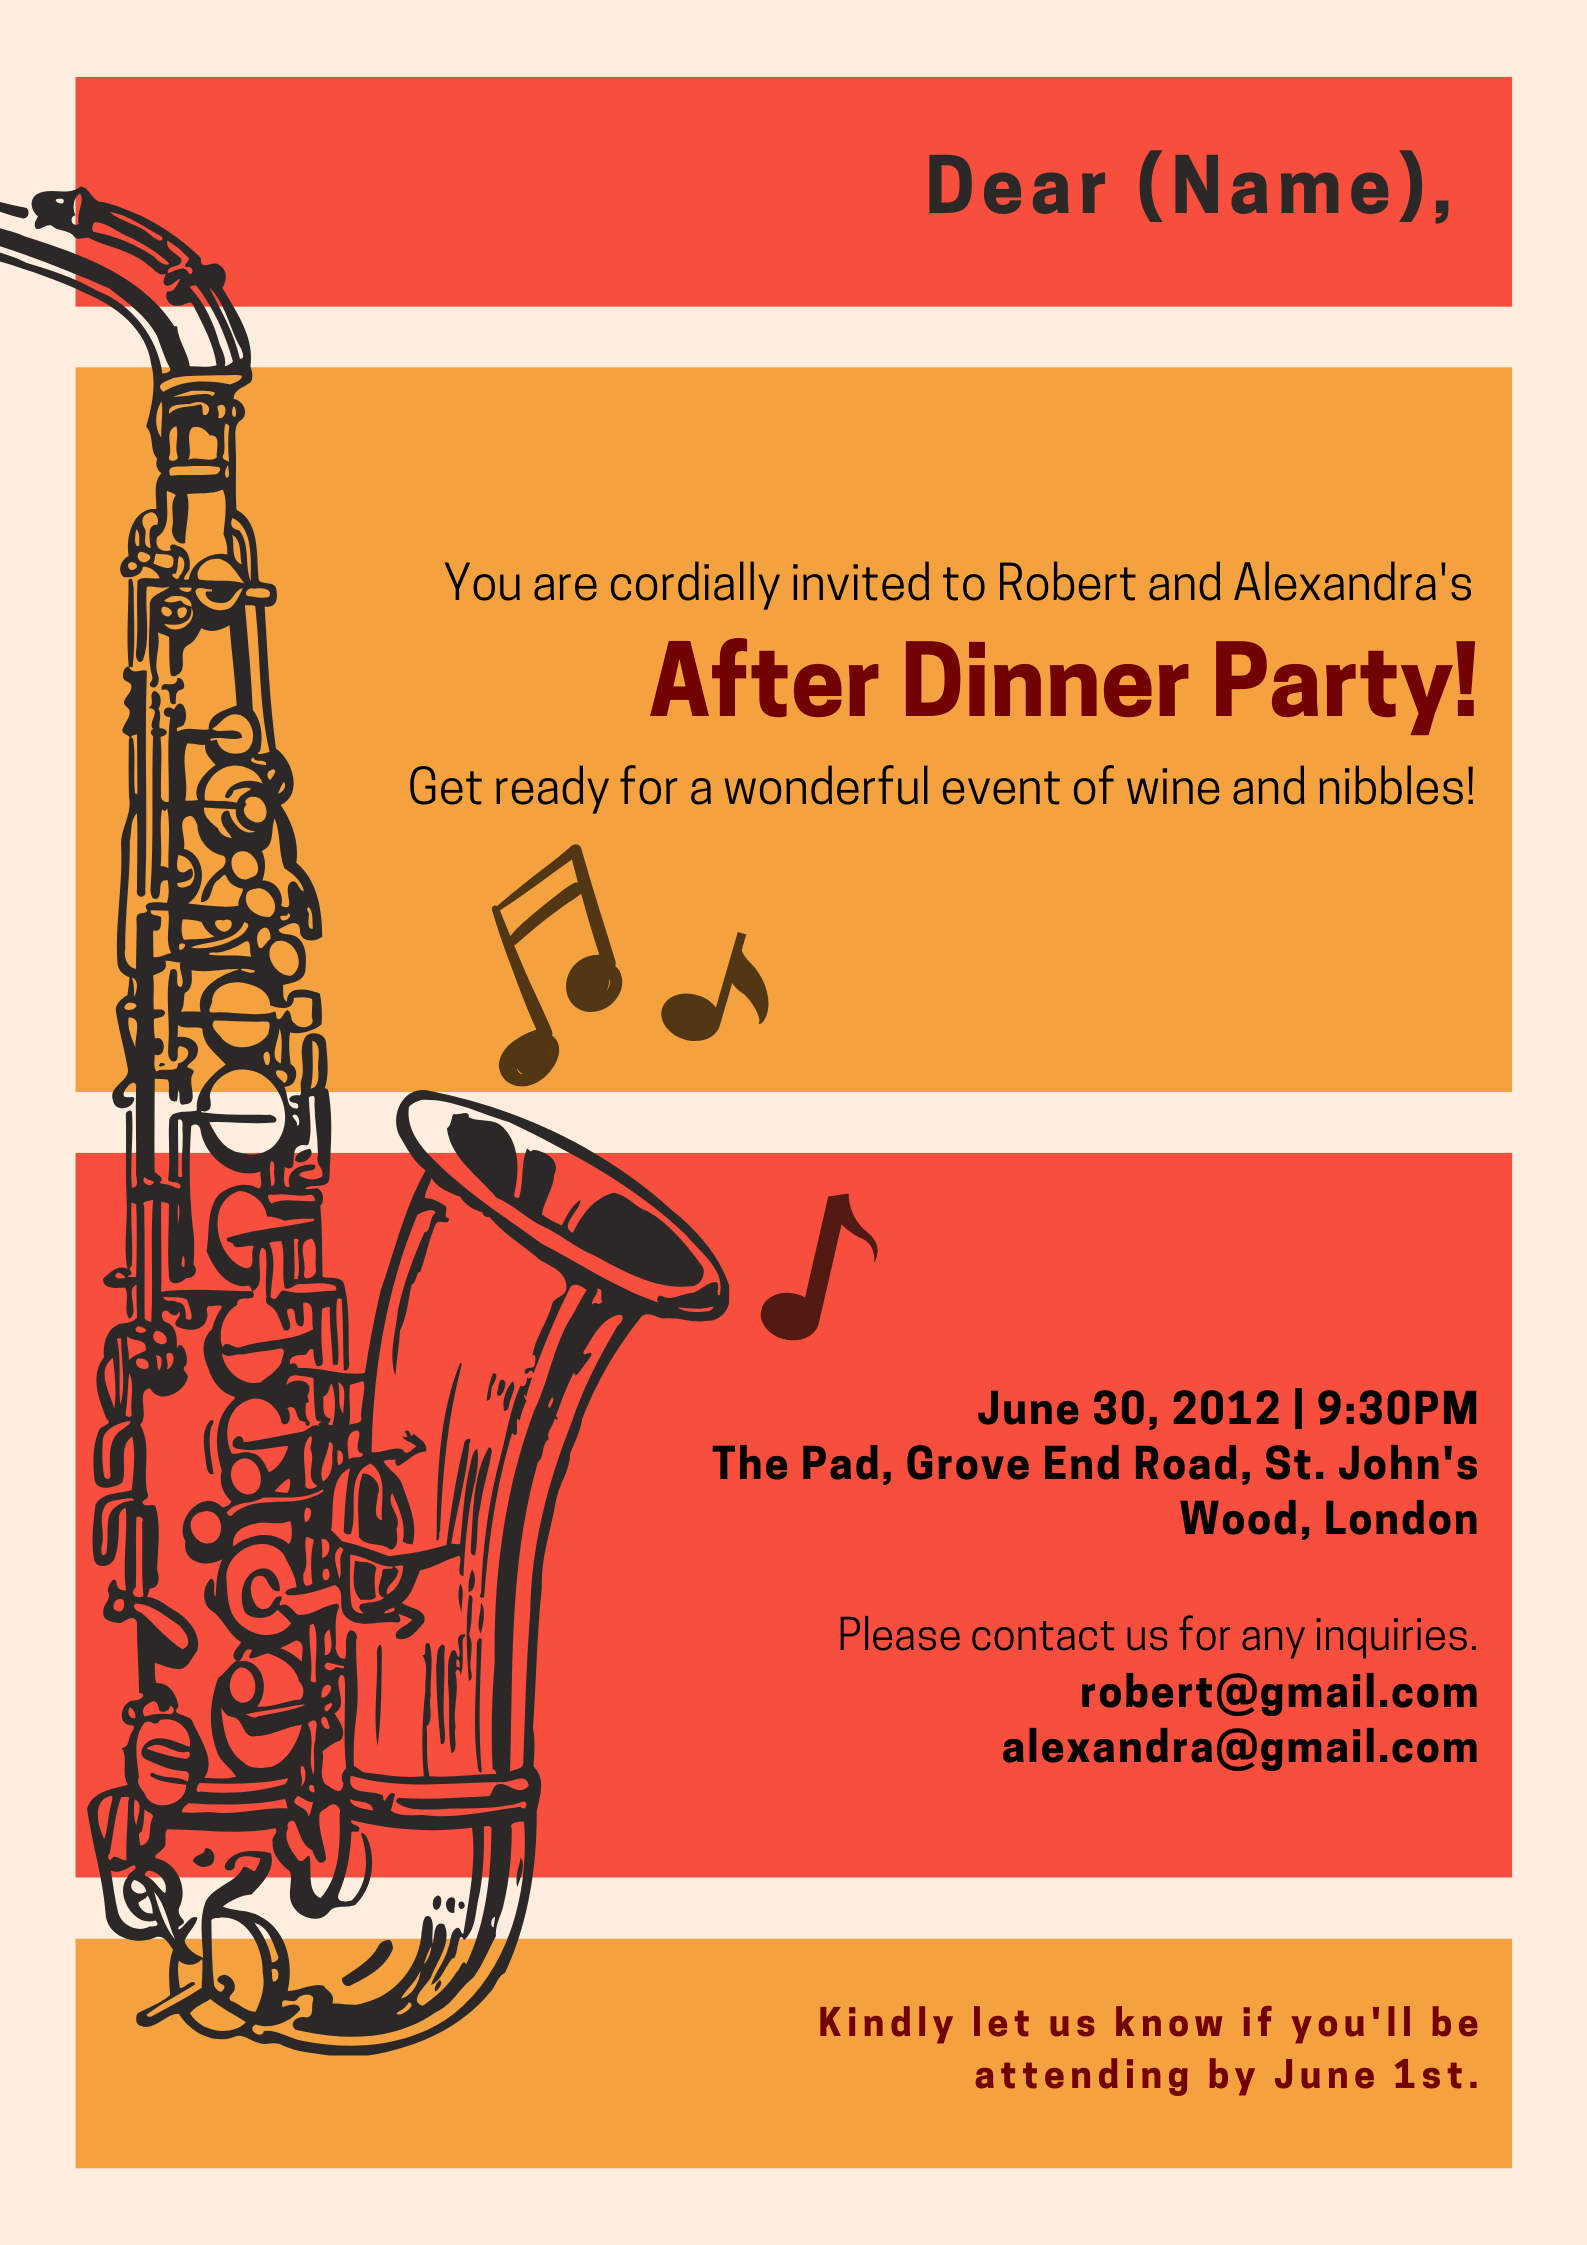 Dear (Name),
You are cordially invited to Robert and Alexandra's
After Dinner Party!
Get ready for a wonderful event of wine and nibbles!
June 30, 2012 | 9:30PM
The Pad, Grove End Road, St. John's
Wood, London
Please contact us for any inquiries.
robert@gmail.com
alexandra@gmail.com
Kindly let us know if you'll be
attending by June 1st.